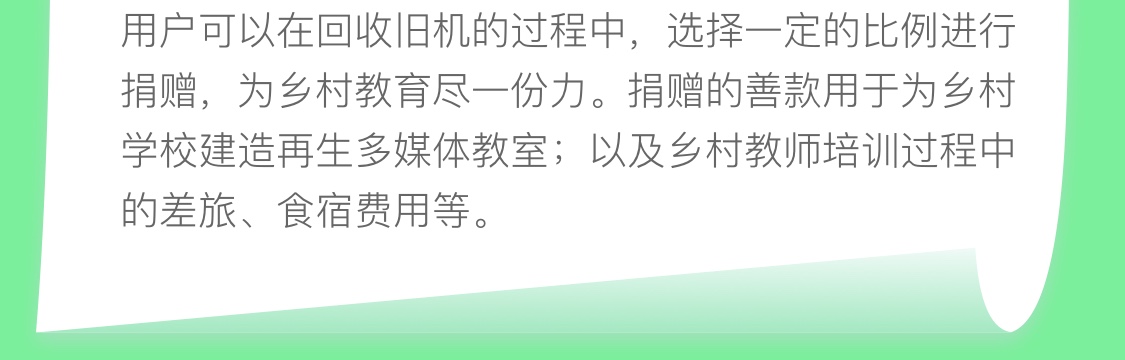 用户可以在回收旧机的过程中，选择一定的比例进行
捐赠，为乡村教育尽一份力。捐赠的善款用于为乡村
学校建造再生多媒体教室；以及乡村教师培训过程中
的差旅、食宿费用等。